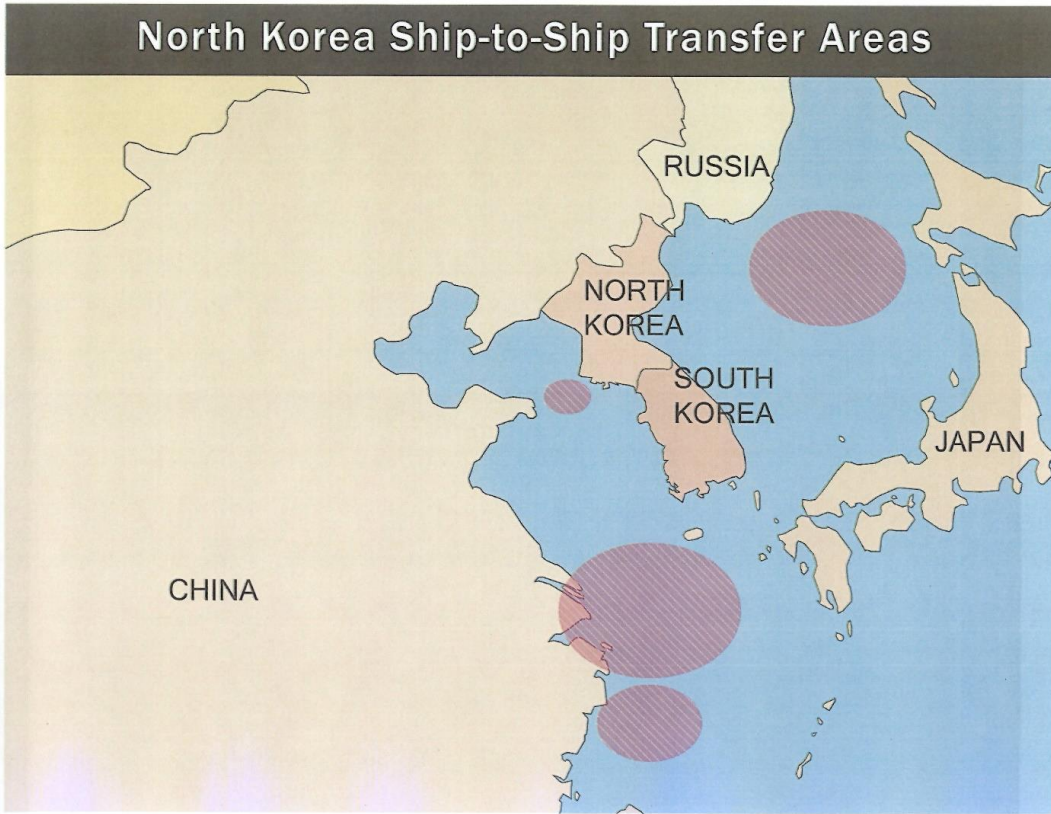 North Korea Ship-to-Ship Transfer Areas
RUSSIA
NORTH
KOREA
SOUTH
KOREA
JAPAN
CHINA